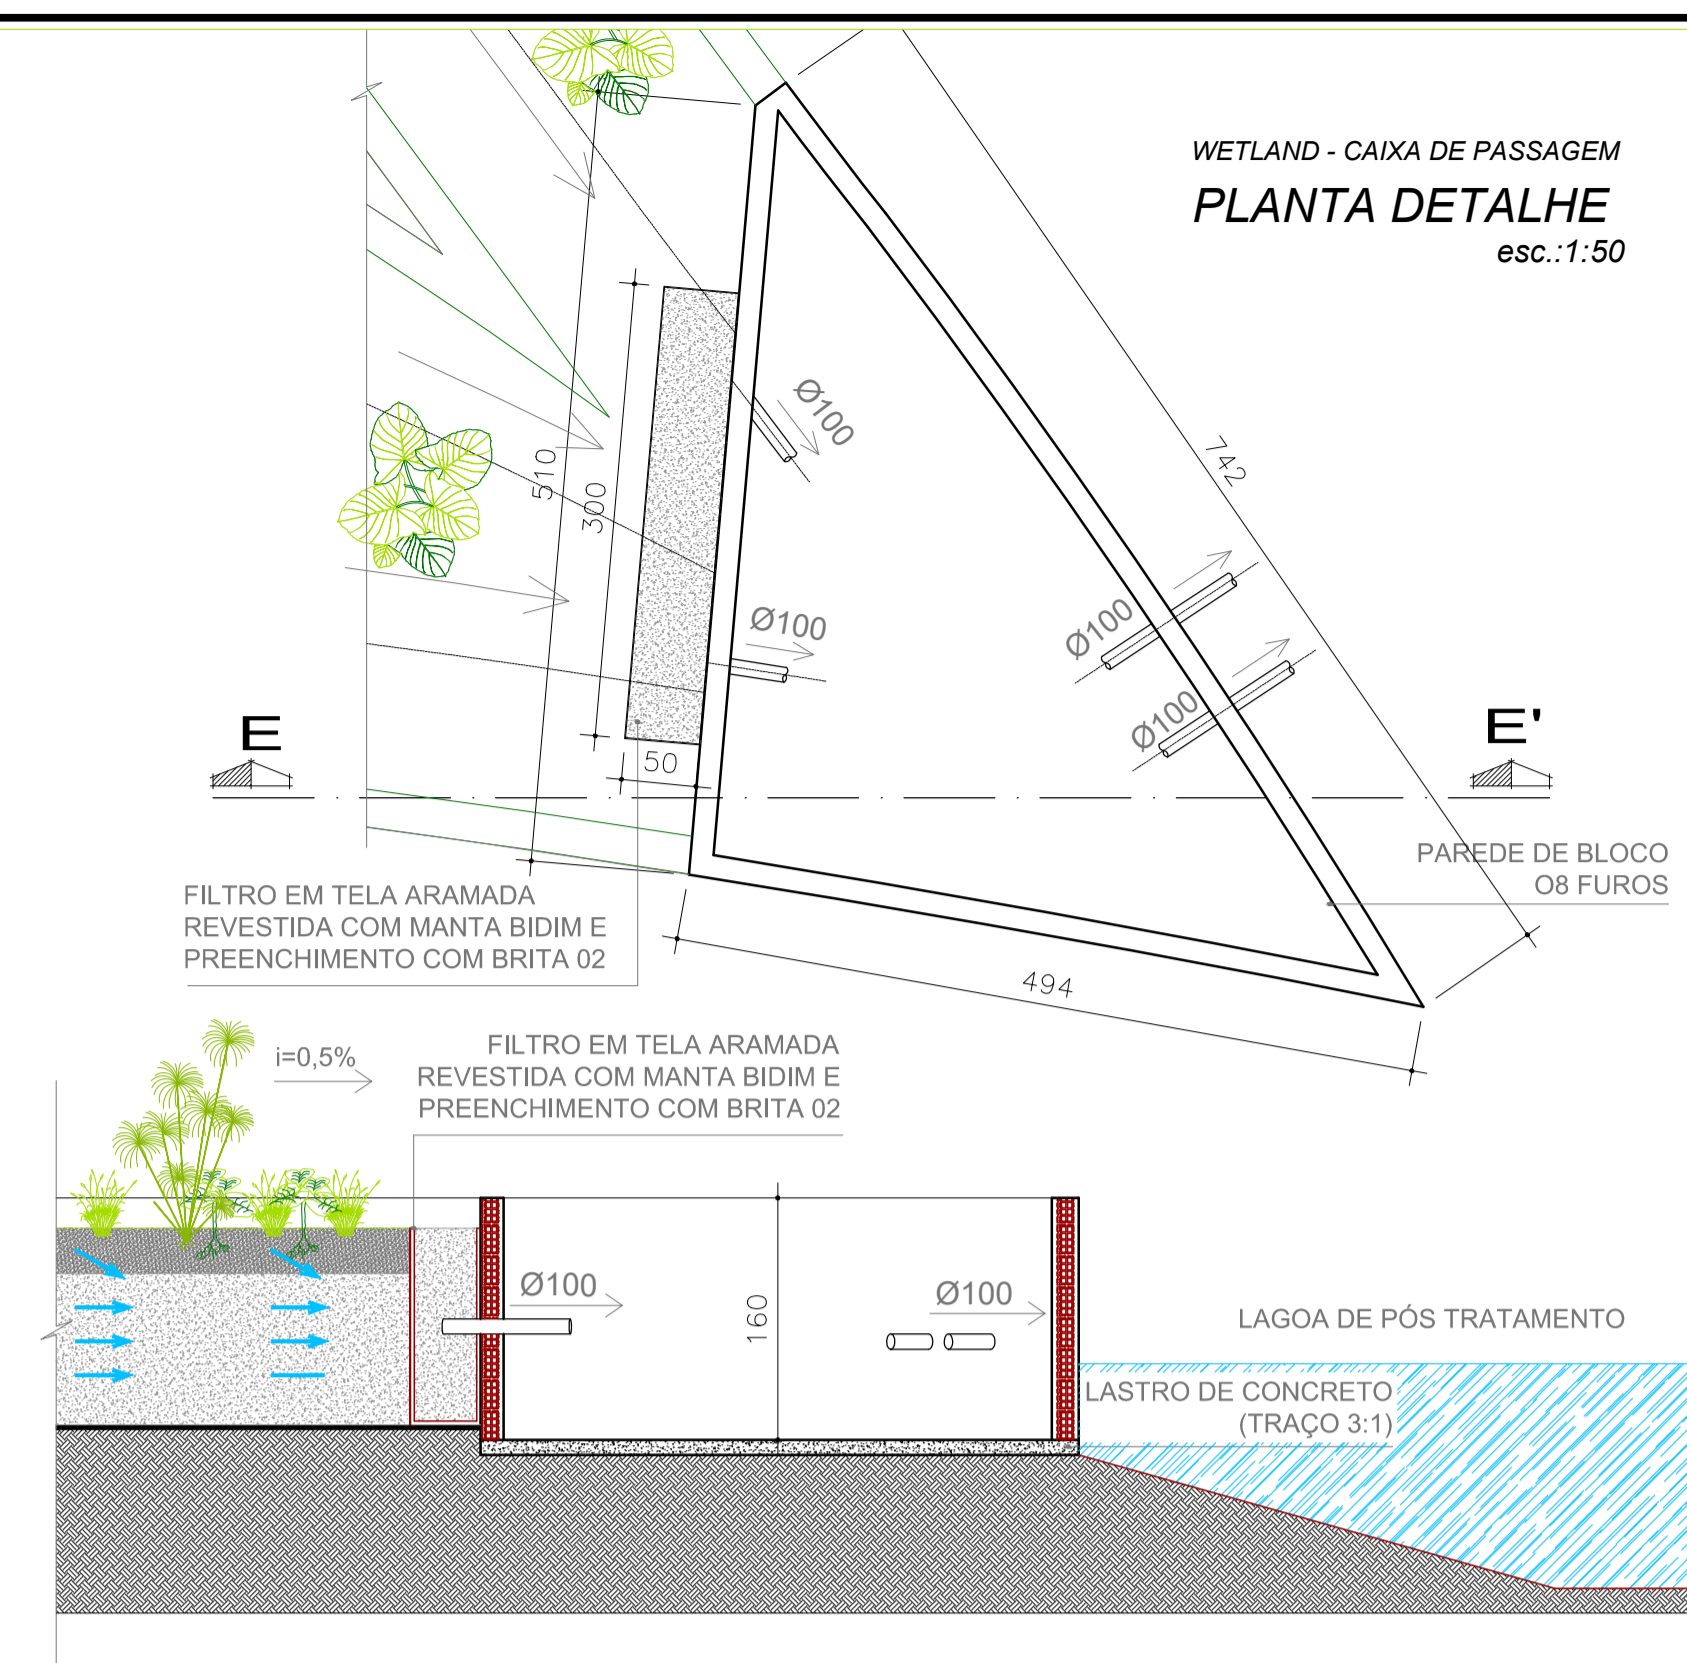 WETLAND - CAIXA DE PASSAGEM
PLANTA DETALHE
esc.:1:50
Ø100
742
510
300
Ø100
Ø100
Ø100
E
E'
50
PAREDE DE BLOCO
O8 FUROS
FILTRO EM TELA ARAMADA
REVESTIDA COM MANTA BIDIM E
PREENCHIMENTO COM BRITA 02
494
i=0,5%
FILTRO EM TELA ARAMADA
REVESTIDA COM MANTA BIDIM E
PREENCHIMENTO COM BRITA 02
Ø100
Ø100
160
LAGOA DE PÓS TRATAMENTO
LASTRO DE CONCRETO
(TRAÇO 3:1)